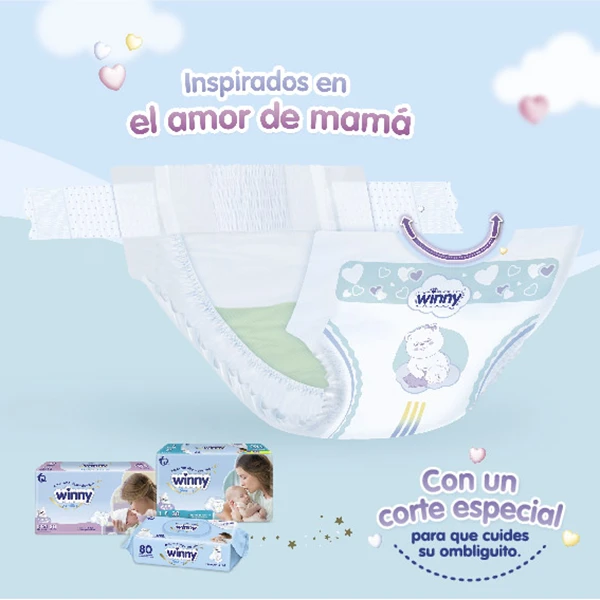 Inspirados en
el amor de mamá
winny
winny
winny
80
winny
Con un
corte especial
para que cuides
su ombliguito.